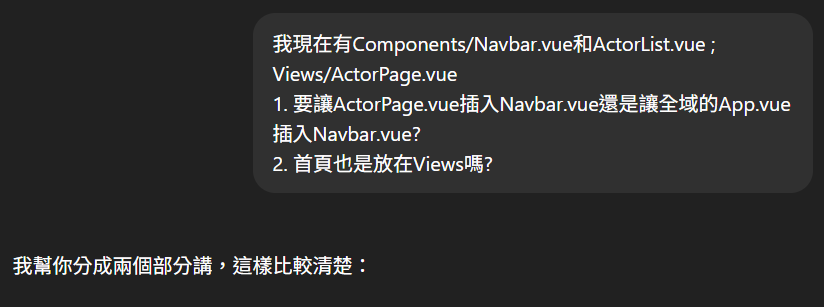 我現在有Components/Navbar.vue和ActorList.vue ;
Views/ActorPage.vue
1. 要讓ActorPage.vue插入Navbar.vue還是讓全域的App.vue
插入Navbar.vue?
2. 首頁也是放在Views嗎?
我幫你分成兩個部分講，這樣比較清楚：